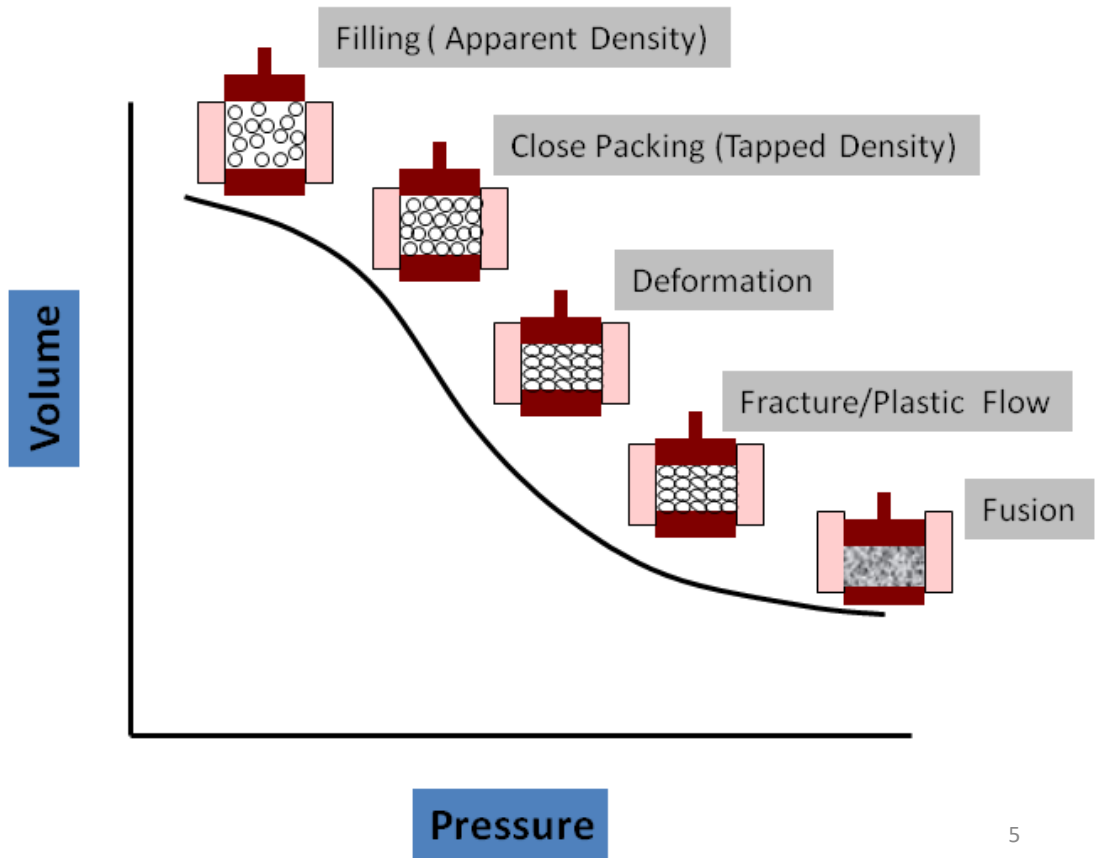 Filling ( Apparent Density)
Close Packing (Tapped Density)
Deformation
Fracture/Plastic Flow
Fusion
Volume
Pressure
5